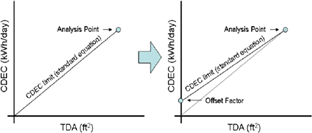 CDEC (kWh/day)
Analysis Point
CDEC limit (standard equation)
TDA (ft²)
CDEC (kWh/day)
Analysis Point
CDEC limit (standard equation)
Offset Factor
TDA (ft²)